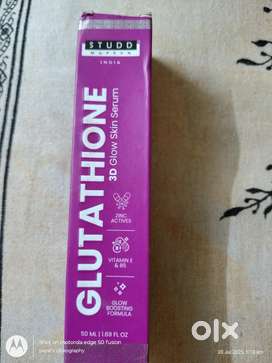 STUDD
MUFFYN
INDIA
GLUTATHIONE
3D Glow Skin Serum
ZINC
ACTIVES
VITAMIN E
& B5
GLOW
BOOSTING
FORMULA
50 ML | 1.69 FL OZ
Shot on motorola edge 50 fusion
OLX